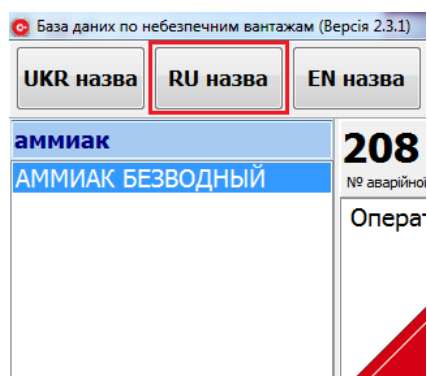 База даних по небезпечним вантажам (Версія 2.3.1)
UKR назва
RU назва
EN назва
аммиак
АММИАК БЕЗВОДНЫЙ
208
№ аварійної